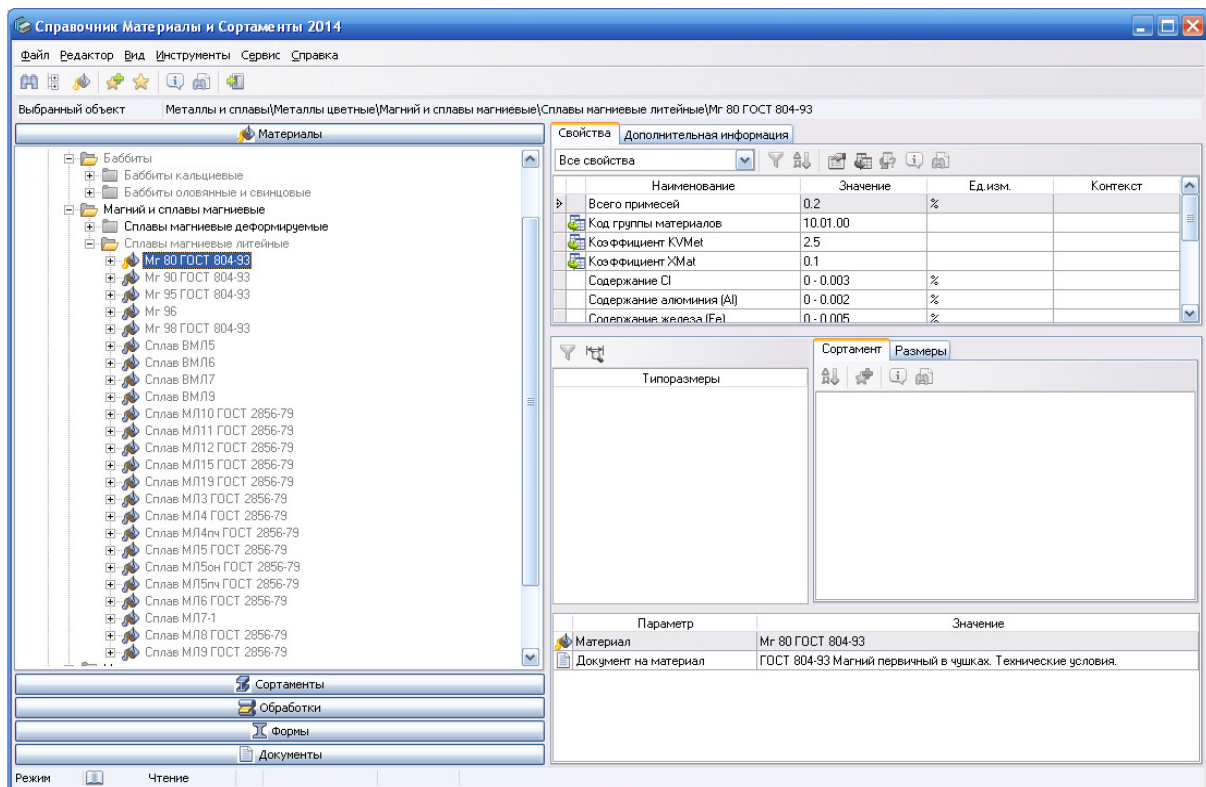 Справочник Материалы и Сортаменты 2014
Файл Редактор Вид Инструменты Сервис Справка
Выбранный объект Металлы и сплавы\Металлы цветные\Магний и сплавы магниевые\Сплавы магниевые литейные\Мг 80 ГОСТ 804-93
Материалы
Баббиты
Баббиты кальциевые
Баббиты оловянные и свинцовые
Магний и сплавы магниевые
Сплавы магниевые деформируемые
Сплавы магниевые литейные
Мг 80 ГОСТ 804-93
Мг 90 ГОСТ 804-93
Мг 95 ГОСТ 804-93
Мг 96
Мг 98 ГОСТ 804-93
Сплав ВМЛ5
Сплав ВМЛ6
Сплав ВМЛ7
Сплав ВМЛ9
Сплав МЛ10 ГОСТ 2856-79
Сплав МЛ11 ГОСТ 2856-79
Сплав МЛ12 ГОСТ 2856-79
Сплав МЛ15 ГОСТ 2856-79
Сплав МЛ19 ГОСТ 2856-79
Сплав МЛ3 ГОСТ 2856-79
Сплав МЛ4 ГОСТ 2856-79
Сплав МЛ4пч ГОСТ 2856-79
Сплав МЛ5 ГОСТ 2856-79
Сплав МЛ5он ГОСТ 2856-79
Сплав МЛ5пч ГОСТ 2856-79
Сплав МЛ6 ГОСТ 2856-79
Сплав МЛ7-1
Сплав МЛ8 ГОСТ 2856-79
Сплав МЛ9 ГОСТ 2856-79
Сортаменты
Обработки
Формы
Документы
Режим Чтение
Свойства Дополнительная информация
Все свойства
Наименование Значение Ед.изм. Контекст
Всего примесей 0.2 %
Код группы материалов 10.01.00
Коэффициент KVMet 2.5
Коэффициент XMat 0.1
Содержание Cl 0 - 0.003 %
Содержание алюминия (Al) 0 - 0.002 %
Содержание железа (Fe) 0 - 0.005 %
Типоразмеры
Сортамент Размеры
Параметр Значение
Материал Мг 80 ГОСТ 804-93
Документ на материал ГОСТ 804-93 Магний первичный в чушках. Технические условия.